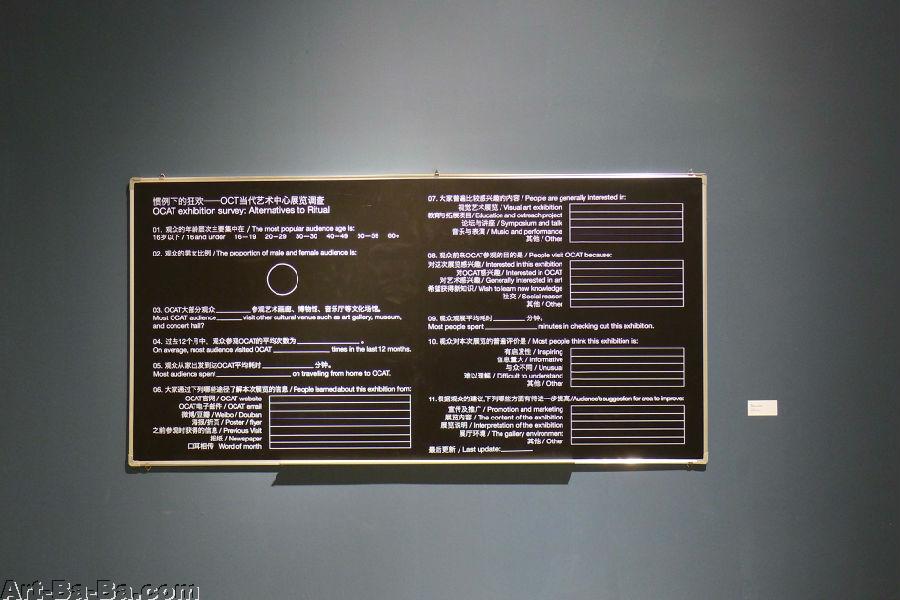 惯例下的狂欢——OCT当代艺术中心展览调查
OCAT exhibition survey: Alternatives to Ritual
01. 观众的年龄层次主要集中在 / The most popular audience age is:
16岁以下 / 16 and under 16—19 20—29 30—39 40—49 50—59 60+
02. 观众的男女比例 / The proportion of male and female audience is:
03. OCAT大部分观众________参观艺术画廊、博物馆、音乐厅等文化场馆。
Most OCAT audience________visit other cultural venues such as art gallery, museum,
and concert hall?
04. 过去12个月中，观众参观OCAT的平均次数为________.
On average, most audience visited OCAT________times in the last 12 months.
05. 观众从家出发到达OCAT平均耗时________分钟。
Most audience spent________on traveling from home to OCAT.
06. 大家通过下列哪些途径了解本次展览的信息 / People learned about this exhibition from:
OCAT官网 / OCAT website
OCAT电子邮件 / OCAT email
微博/豆瓣 / Weibo / Douban
海报/折页 / Poster / flyer
之前参观时获得的信息 / Previous Visit
报纸 / Newspaper
口耳相传 Word of month
07. 大家普遍比较感兴趣的内容 / People are generally interested in:
视觉艺术展览 / Visual art exhibition
教育与拓展项目 / Education and outreach project
论坛与讲座 / Symposium and talk
音乐与表演 / Music and performance
其他 / Other
08. 观众前来OCAT参观的目的是 / People visit OCAT because:
对这次展览感兴趣 / Interested in this exhibition
对OCAT感兴趣 / Interested in OCAT
对艺术感兴趣 / Generally interested in art
希望获得新知识 / Wish to learn new knowledge
社交 / Social reason
其他 / Other
09. 观众观展平均耗时________分钟。
Most people spent________minutes in checking out this exhibition.
10. 观众对本次展览的普遍评价是 / Most people think this exhibition is:
有启发性 / Inspiring
信息量大 / Informative
与众不同 / Unusual
难以理解 / Difficult to understand
其他 / Other
11. 根据观众的建议，下列哪些方面有待进一步提高/Audience's suggestion for area to improve:
宣传及推广 / Promotion and marketing
展览内容 / The content of the exhibition
展览说明 / Interpretation of the exhibition
展厅环境 / The gallery environment
其他 / Other
最后更新 / Last update:________
Art-Ba-Ba.com